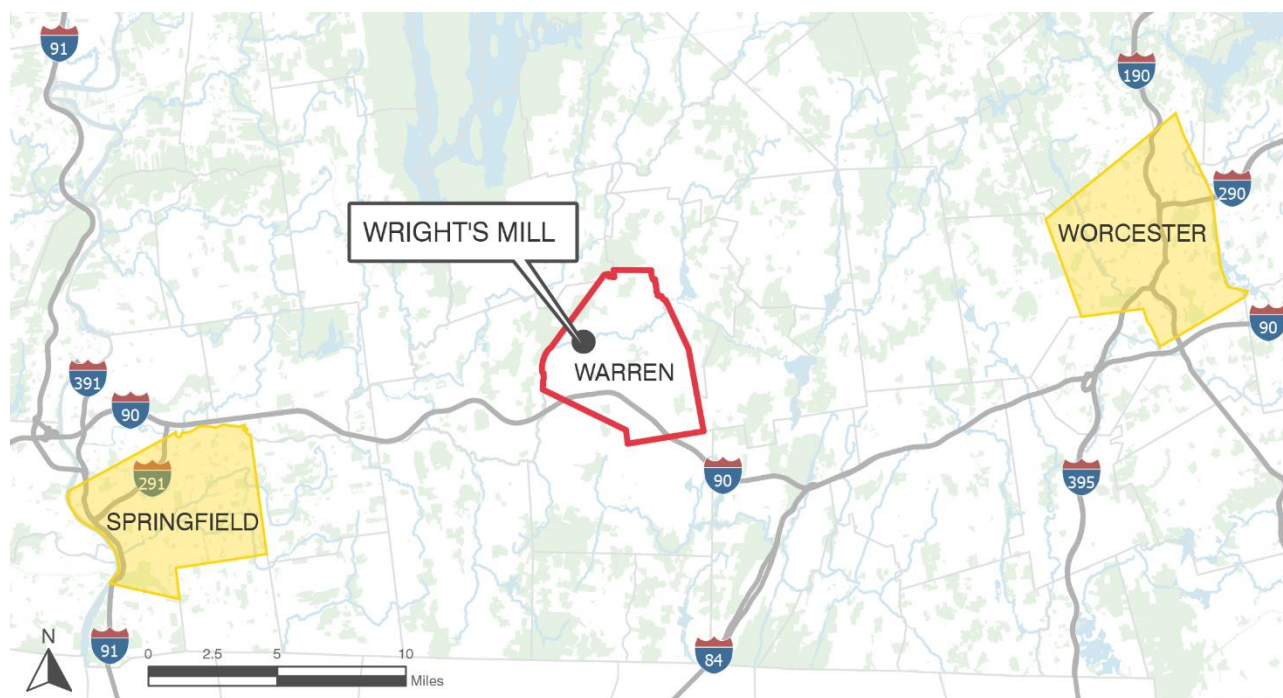 91
190
290
WRIGHT'S MILL
WORCESTER
90
WARREN
391
90
90
395
291
SPRINGFIELD
N
91
0 2.5 5 10
Miles
84